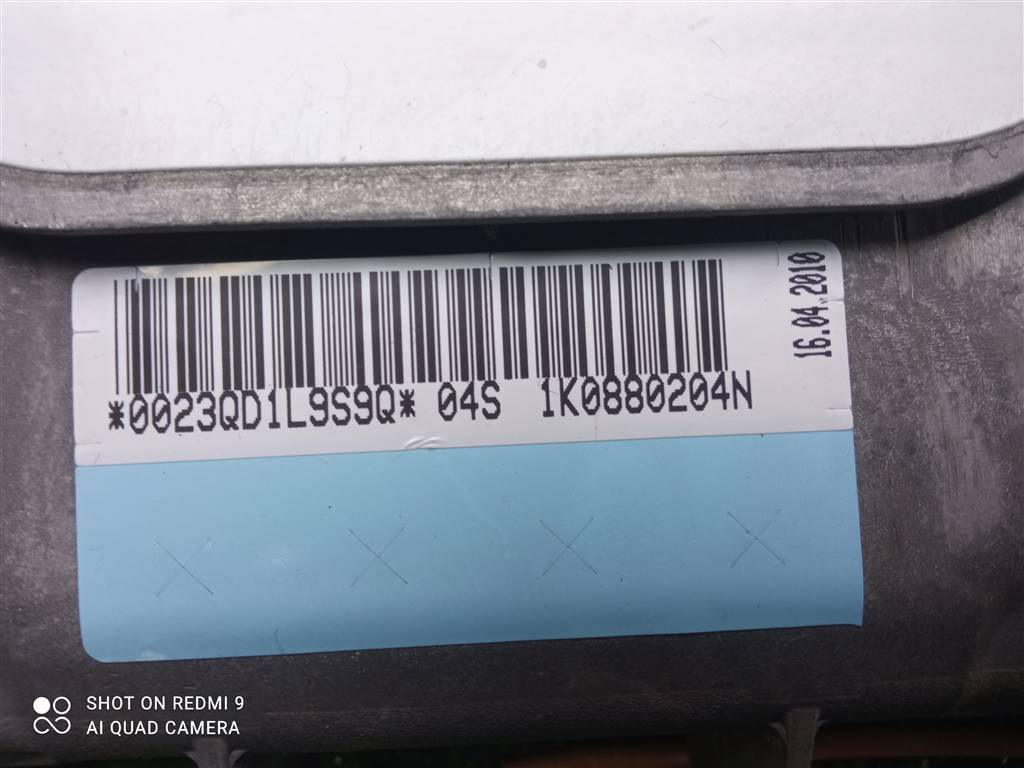 *0023QD1L9S9Q* 04S 1K0880204N
16.04.2010
SHOT ON REDMI 9
AI QUAD CAMERA